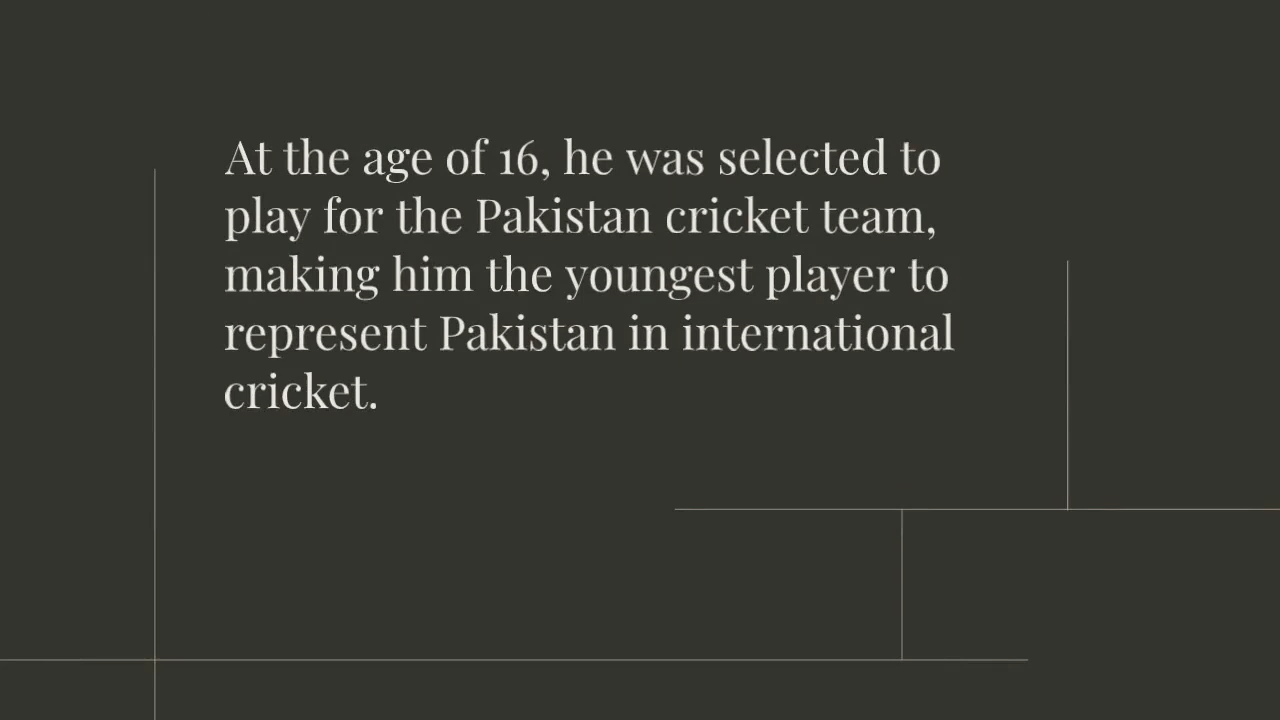 At the age of 16, he was selected to
play for the Pakistan cricket team,
making him the youngest player to
represent Pakistan in international
cricket.